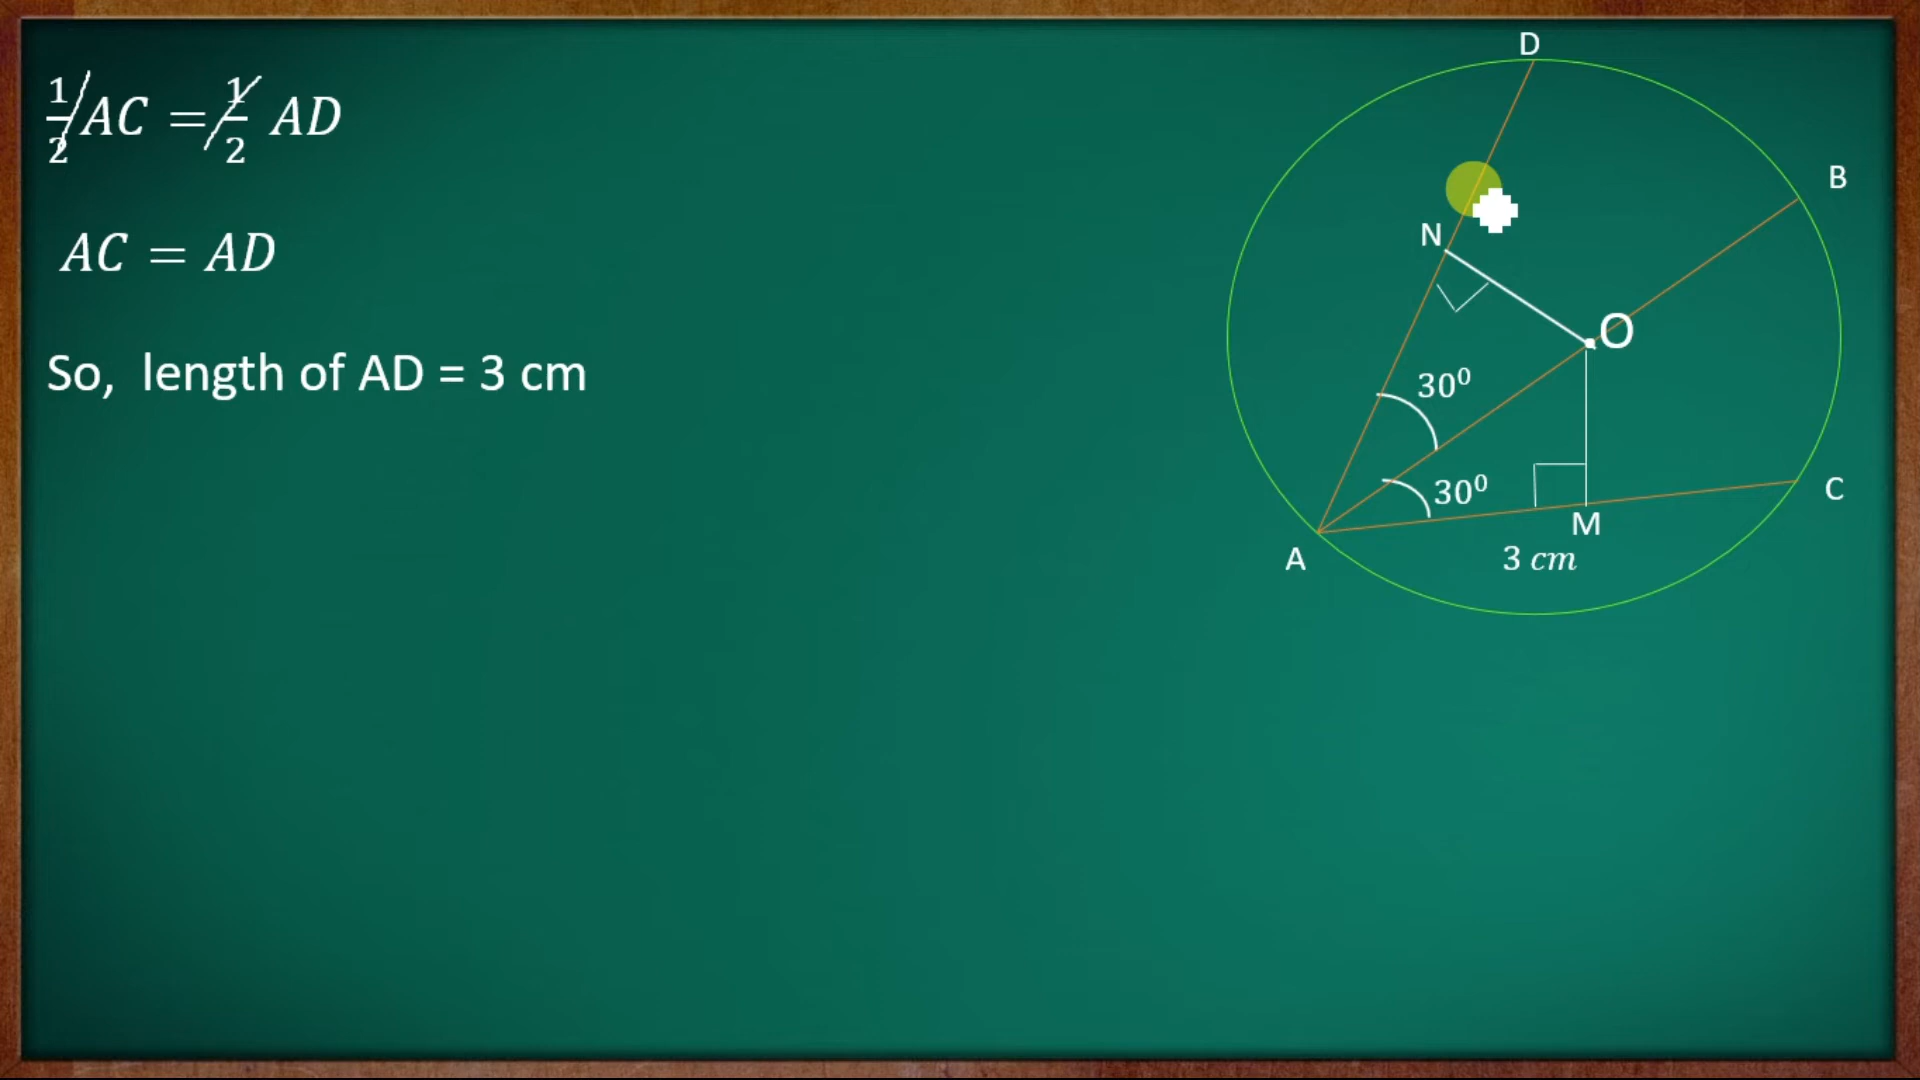 1/2 AC = 1/2 AD
AC = AD
So, length of AD = 3 cm
D
B
N
O
30⁰
30⁰
C
M
A
3 cm